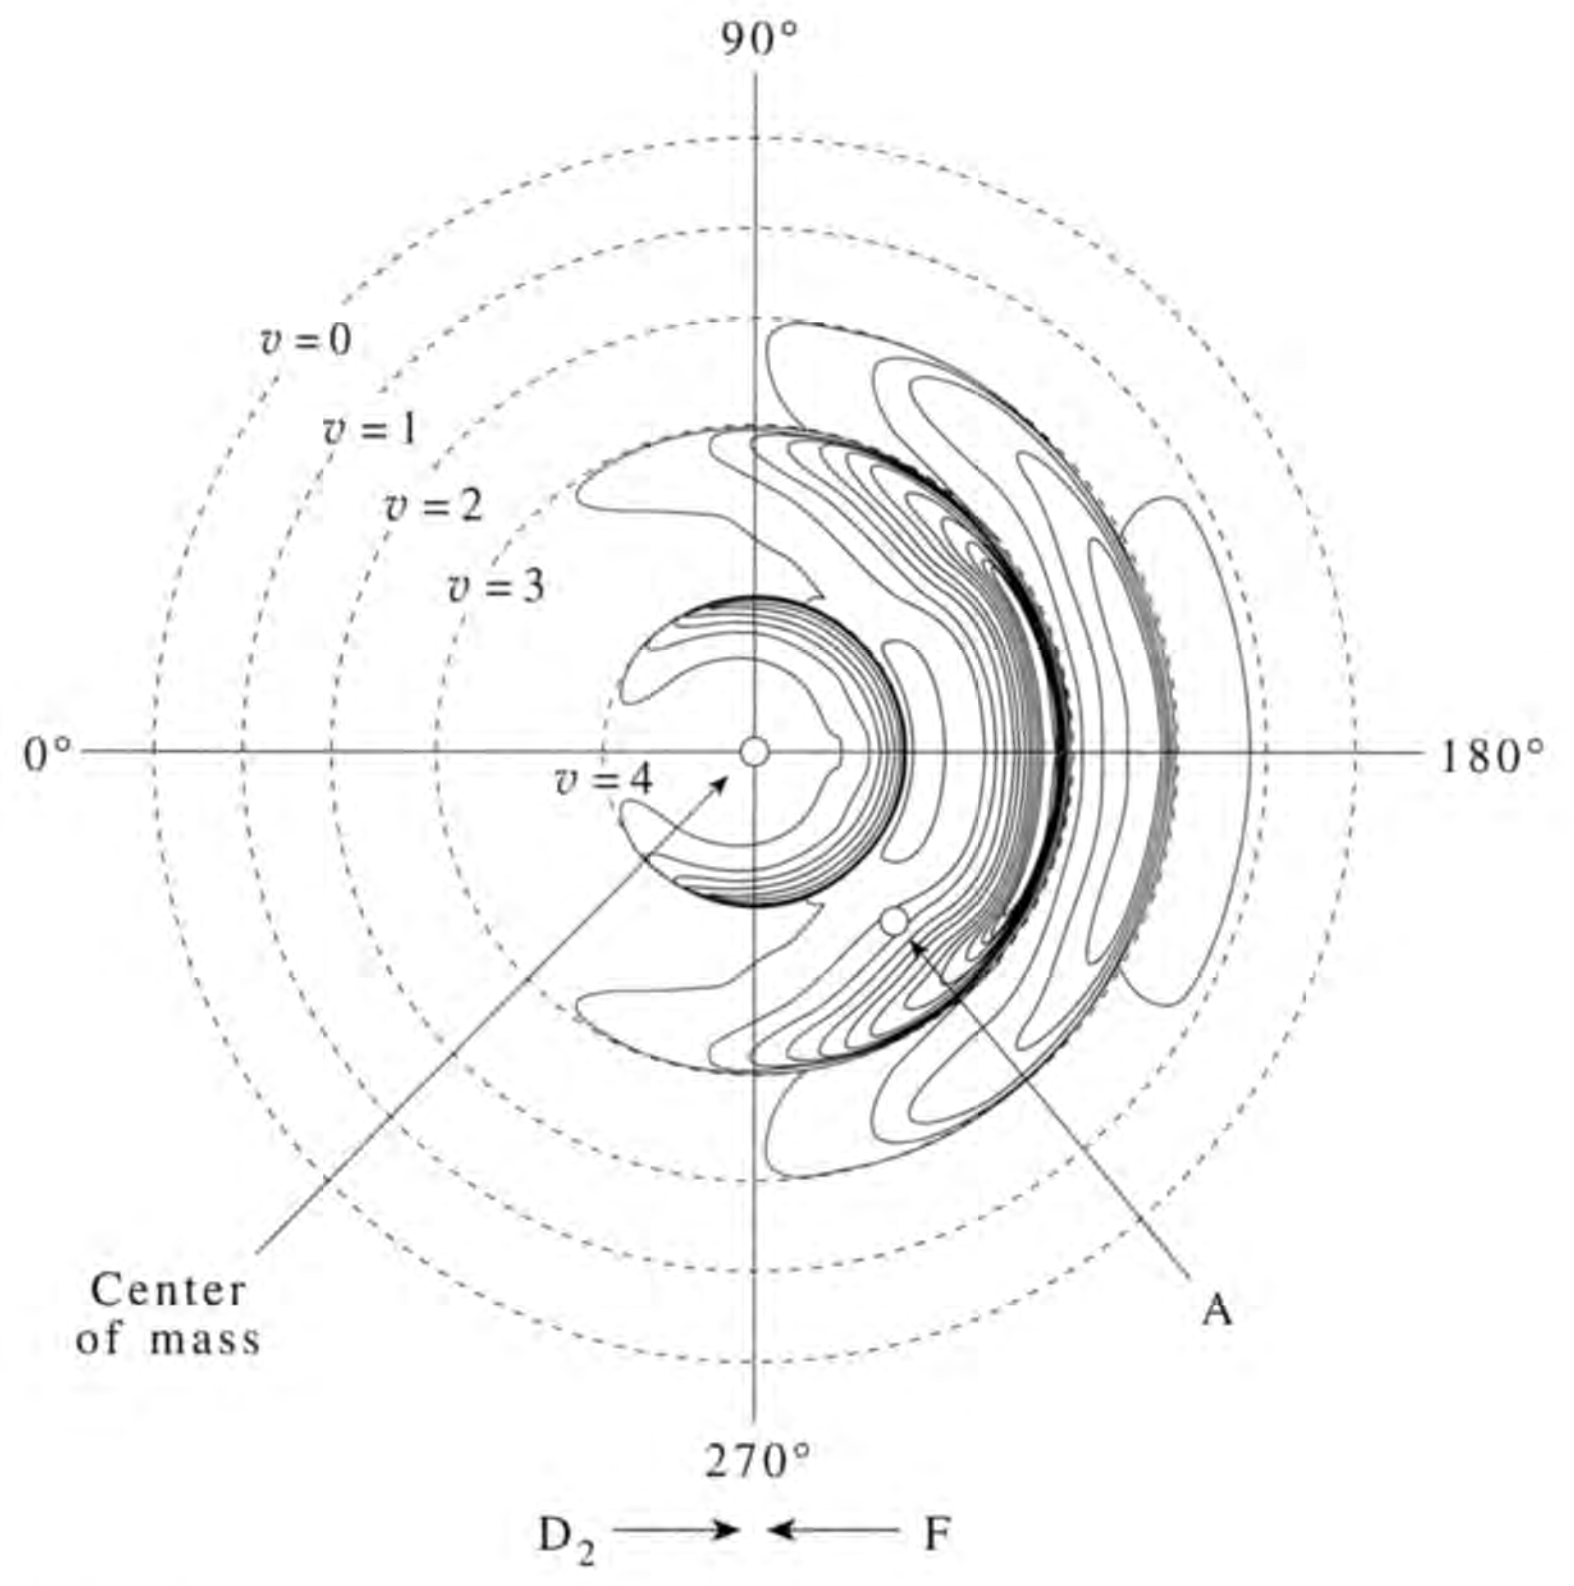 90°
v = 0
v = 1
v = 2
v = 3
0°
180°
v = 4
Center
of mass
A
270°
D₂ → ← F